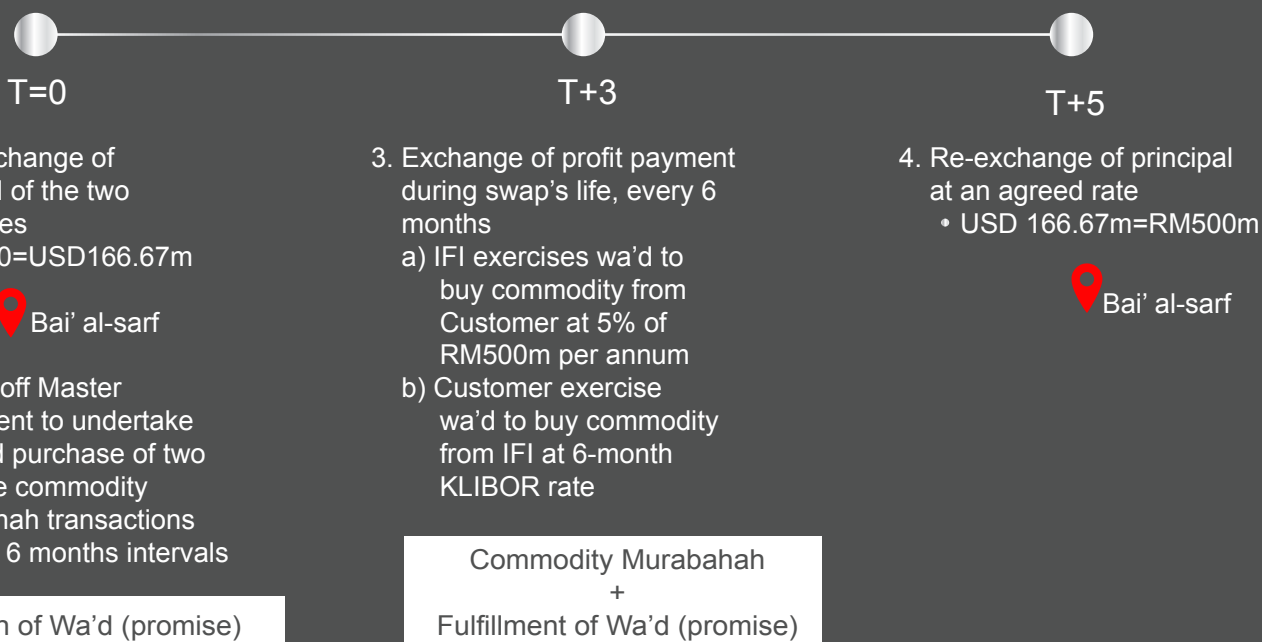 T=0
change of
l of the two
es
0=USD166.67m
Bai’ al-sarf
off Master
ent to undertake
d purchase of two
e commodity
nah transactions
6 months intervals
n of Wa’d (promise)
T+3
3. Exchange of profit payment
during swap’s life, every 6
months
a) IFI exercises wa’d to
buy commodity from
Customer at 5% of
RM500m per annum
b) Customer exercise
wa’d to buy commodity
from IFI at 6-month
KLIBOR rate
Commodity Murabahah
+
Fulfillment of Wa’d (promise)
T+5
4. Re-exchange of principal
at an agreed rate
• USD 166.67m=RM500m
Bai’ al-sarf